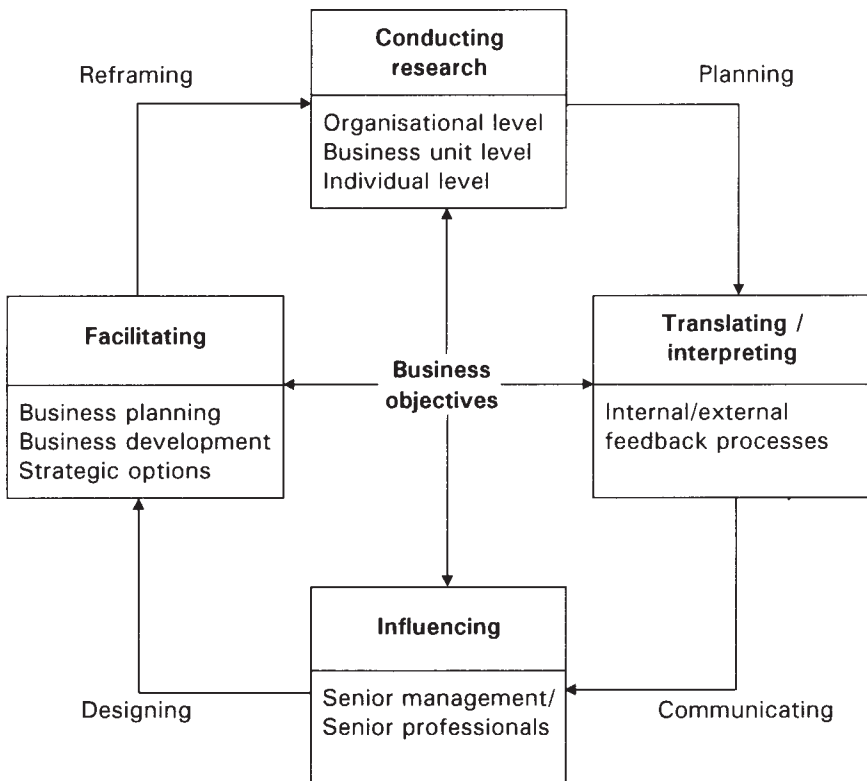 Conducting
research
Reframing
Planning
Organisational level
Business unit level
Individual level
Facilitating
Translating /
interpreting
Business
objectives
Business planning
Business development
Strategic options
Internal/external
feedback processes
Influencing
Designing
Senior management/
Senior professionals
Communicating